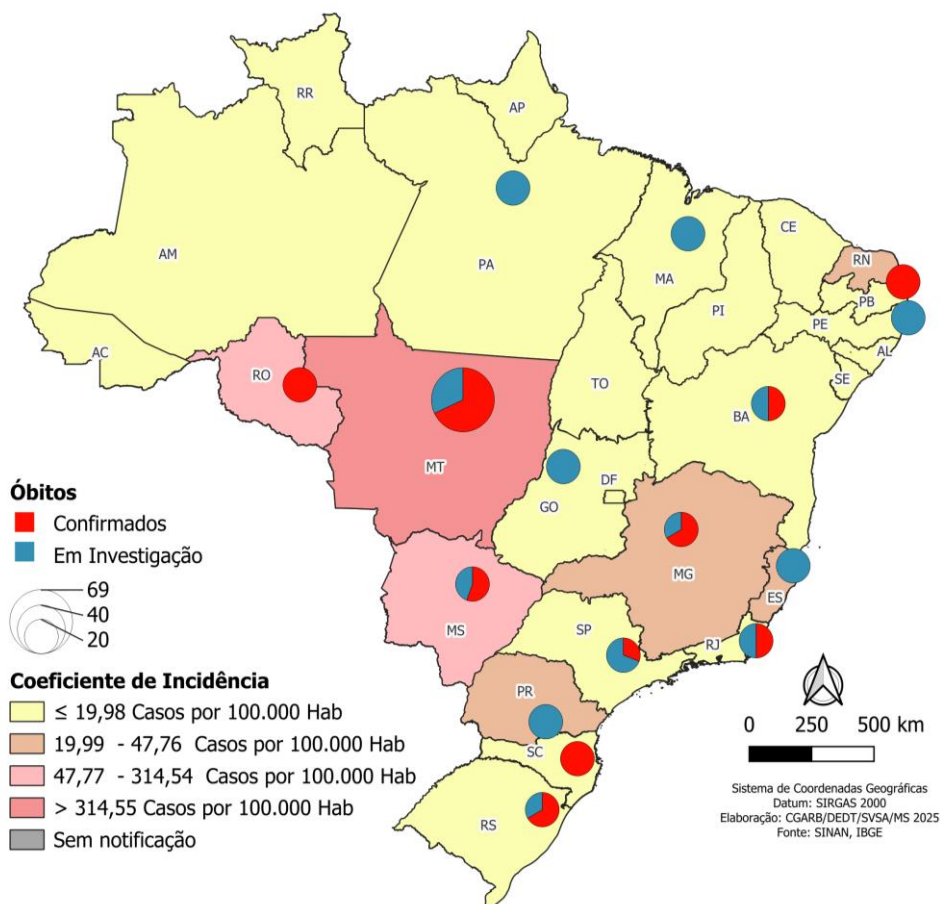 RR
AP
AM
PA
MA
CE
RN
PB
PI
PE
AL
AC
RO
TO
SE
BA
MT
GO
DF
MG
ES
MS
SP
RJ
PR
SC
RS
Óbitos
Confirmados
Em Investigação
69
40
20
Coeficiente de Incidência
≤ 19,98 Casos por 100.000 Hab
19,99 - 47,76 Casos por 100.000 Hab
47,77 - 314,54 Casos por 100.000 Hab
> 314,55 Casos por 100.000 Hab
Sem notificação
0 250 500 km
Sistema de Coordenadas Geográficas
Datum: SIRGAS 2000
Elaboração: CGARB/DEDT/SVSA/MS 2025
Fonte: SINAN, IBGE